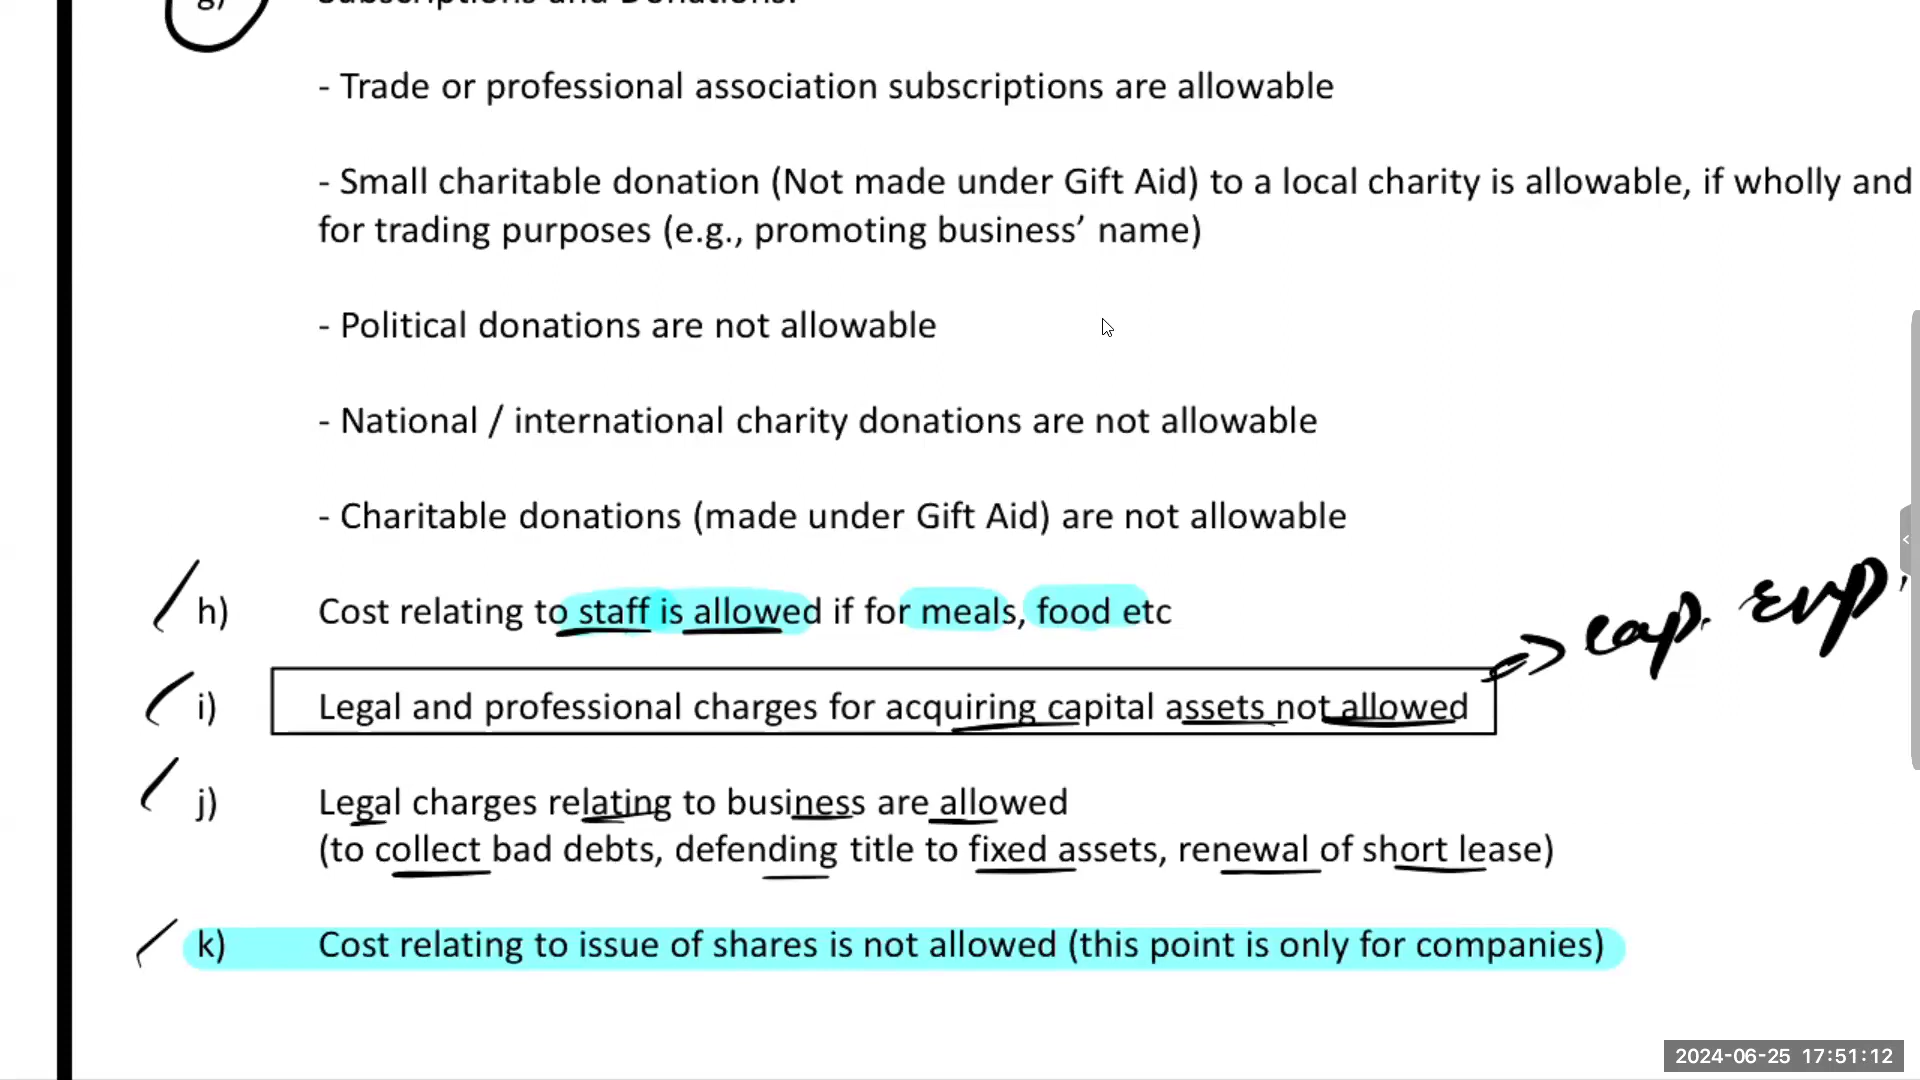 g)	Subscriptions and Donations:
- Trade or professional association subscriptions are allowable
- Small charitable donation (Not made under Gift Aid) to a local charity is allowable, if wholly and
for trading purposes (e.g., promoting business’ name)
- Political donations are not allowable
- National / international charity donations are not allowable
- Charitable donations (made under Gift Aid) are not allowable
h)	Cost relating to staff is allowed if for meals, food etc
cap. exp.
i)	Legal and professional charges for acquiring capital assets not allowed
j)	Legal charges relating to business are allowed
(to collect bad debts, defending title to fixed assets, renewal of short lease)
k)	Cost relating to issue of shares is not allowed (this point is only for companies)
2024-06-25 17:51:12